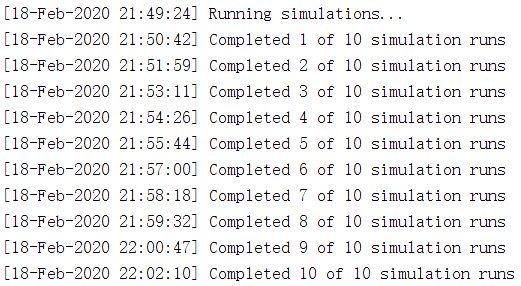 [18-Feb-2020 21:49:24] Running simulations...
[18-Feb-2020 21:50:42] Completed 1 of 10 simulation runs
[18-Feb-2020 21:51:59] Completed 2 of 10 simulation runs
[18-Feb-2020 21:53:11] Completed 3 of 10 simulation runs
[18-Feb-2020 21:54:26] Completed 4 of 10 simulation runs
[18-Feb-2020 21:55:44] Completed 5 of 10 simulation runs
[18-Feb-2020 21:57:00] Completed 6 of 10 simulation runs
[18-Feb-2020 21:58:18] Completed 7 of 10 simulation runs
[18-Feb-2020 21:59:32] Completed 8 of 10 simulation runs
[18-Feb-2020 22:00:47] Completed 9 of 10 simulation runs
[18-Feb-2020 22:02:10] Completed 10 of 10 simulation runs